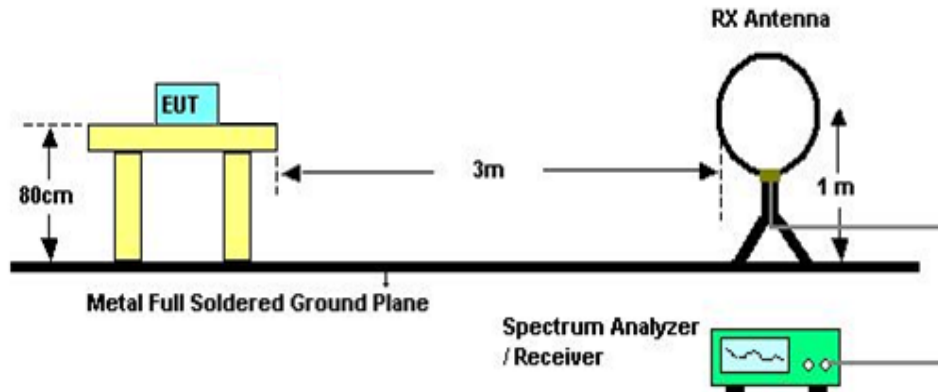 RX Antenna
EUT
3m
80cm
1 m
Metal Full Soldered Ground Plane
Spectrum Analyzer
/ Receiver